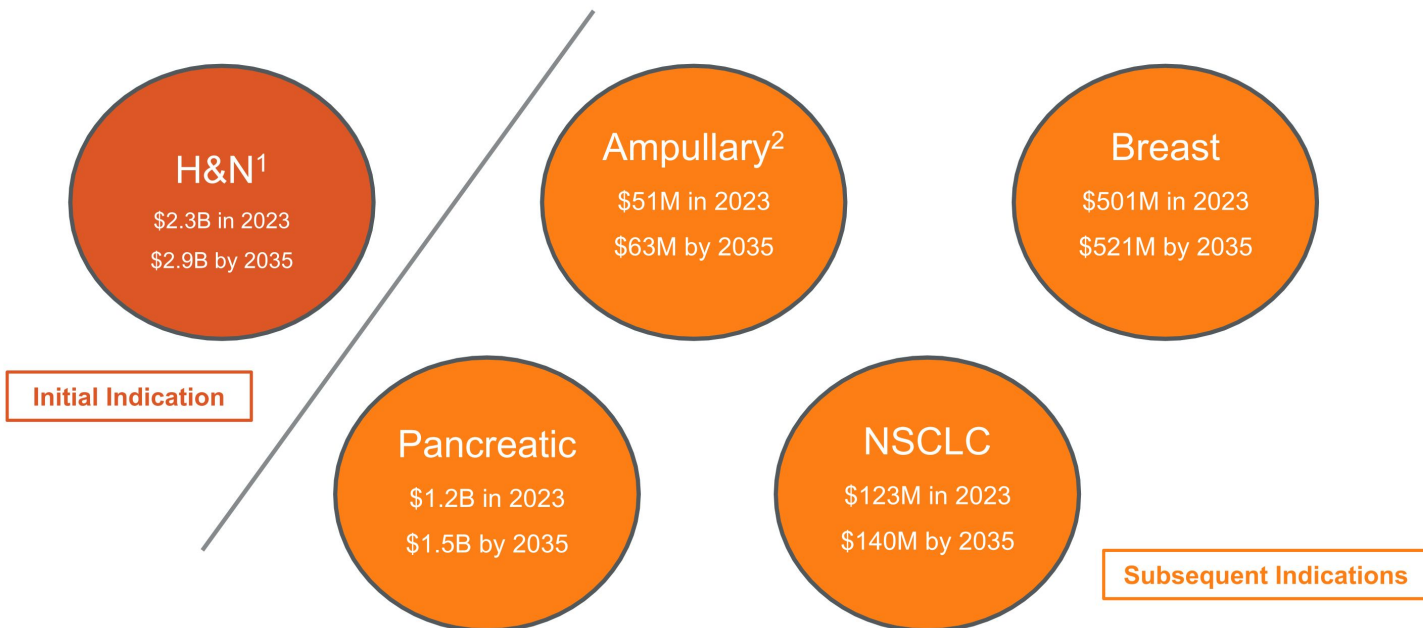 H&N¹
$2.3B in 2023
$2.9B by 2035
Initial Indication
Ampullary²
$51M in 2023
$63M by 2035
Breast
$501M in 2023
$521M by 2035
Pancreatic
$1.2B in 2023
$1.5B by 2035
NSCLC
$123M in 2023
$140M by 2035
Subsequent Indications